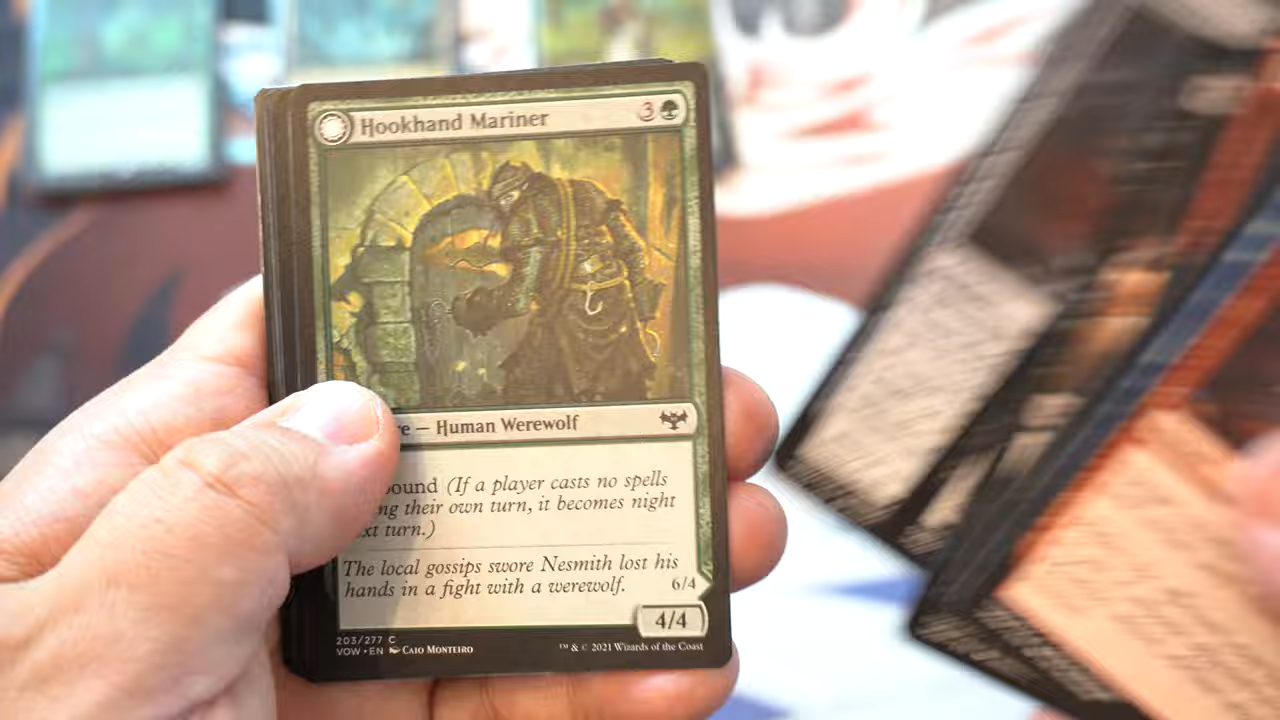 Hookhand Mariner 3
re — Human Werewolf
ound (If a player casts no spells
ng their own turn, it becomes night
xt turn.)
The local gossips swore Nesmith lost his
hands in a fight with a werewolf.
6/4
4/4
203/277 C
VOW • EN Caio Monteiro
™ & © 2021 Wizards of the Coast